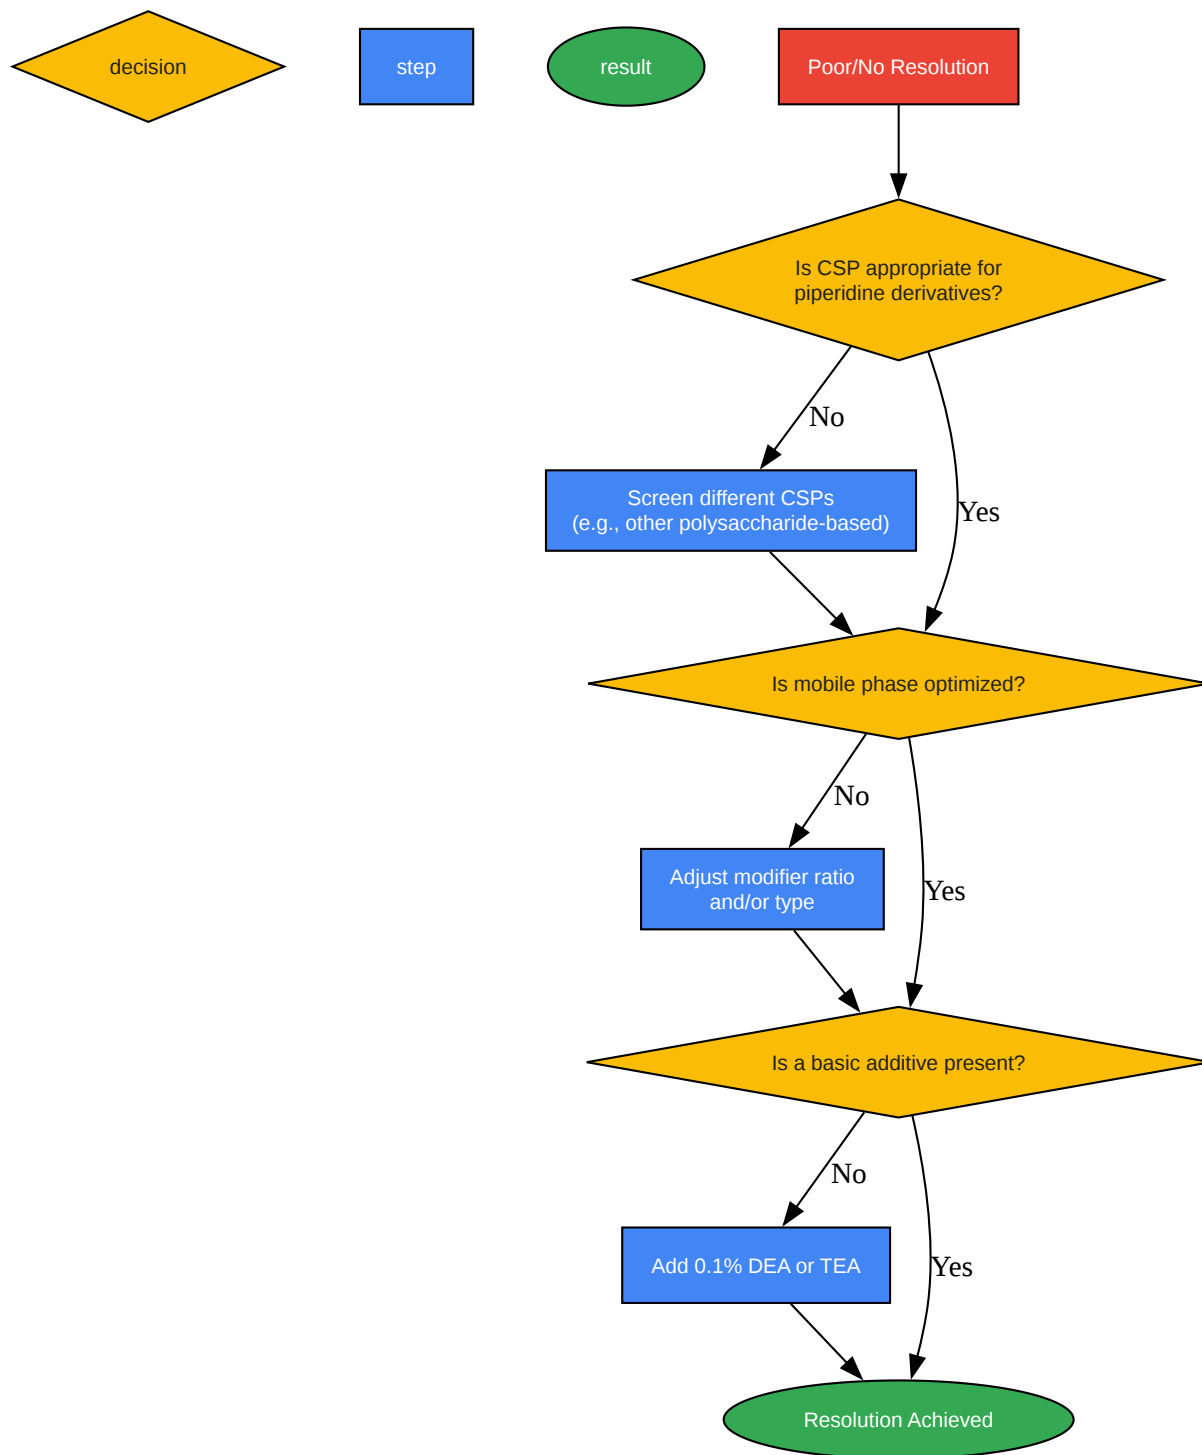 decision
step
result
Poor/No Resolution
Is CSP appropriate for
piperidine derivatives?
No
Screen different CSPs
(e.g., other polysaccharide-based)
Yes
Is mobile phase optimized?
No
Adjust modifier ratio
and/or type
Yes
Is a basic additive present?
No
Add 0.1% DEA or TEA
Yes
Resolution Achieved